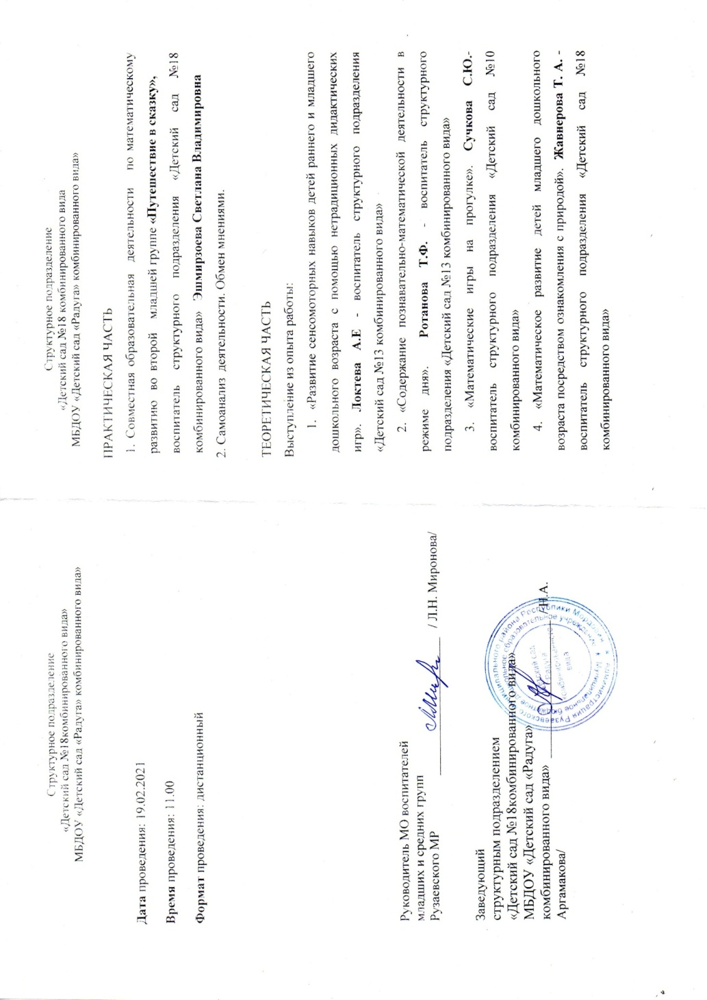 Структурное подразделение
«Детский сад №18комбинированного вида»
МБДОУ «Детский сад «Радуга» комбинированного вида»
Дата проведения: 19.02.2021
Время проведения: 11.00
Формат проведения: дистанционный
Руководитель МО воспитателей
младших и средних групп
Рузаевского МР / Л.Н. Миронова/
Заведующий
структурным подразделением
«Детский сад №18комбинированного вида»
МБДОУ «Детский сад «Радуга»
комбинированного вида» /Н.А.
Аргамакова/
Структурное подразделение
«Детский сад №18 комбинированного вида
МБДОУ «Детский сад «Радуга» комбинированного вида»
ПРАКТИЧЕСКАЯ ЧАСТЬ
1. Совместная образовательная деятельности по математическому
развитию во второй младшей группе «Путешествие в сказку»,
воспитатель структурного подразделения «Детский сад №18
комбинированного вида» Эшмирзоева Светлана Владимировна
2. Самоанализ деятельности. Обмен мнениями.
ТЕОРЕТИЧЕСКАЯ ЧАСТЬ
Выступление из опыта работы:
1. «Развитие сенсомоторных навыков детей раннего и младшего
дошкольного возраста с помощью нетрадиционных дидактических
игр». Локтева А.Е - воспитатель структурного подразделения
«Детский сад №13 комбинированного вида»
2. «Содержание познавательно-математической деятельности в
режиме дня». Ротанова Т.Ф. - воспитатель структурного
подразделения «Детский сад №13 комбинированного вида»
3. «Математические игры на прогулке». Сучкова С.Ю.-
воспитатель структурного подразделения «Детский сад №10
комбинированного вида»
4. «Математическое развитие детей младшего дошкольного
возраста посредством ознакомления с природой». Жавнерова Т. А. -
воспитатель структурного подразделения «Детский сад №18
комбинированного вида»